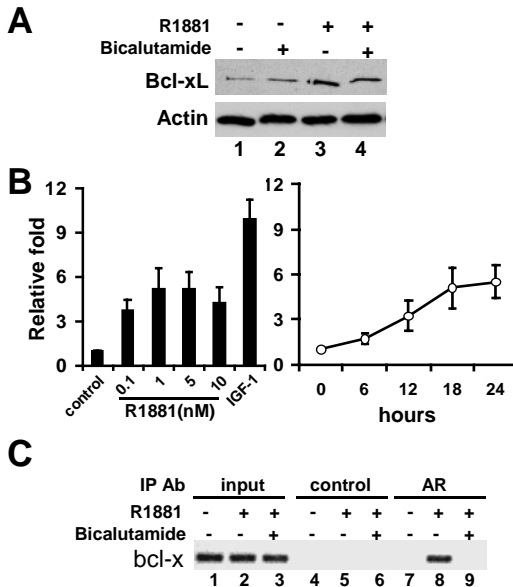 A
R1881 - - + +
Bicalutamide - + - +
Bcl-xL
Actin
1 2 3 4
B
Relative fold
12
9
6
3
0
control 0.1 1 5 10 IGF-1
R1881(nM)
12
9
6
3
0
0 6 12 18 24
hours
C
IP Ab input control AR
R1881 - + + - + + - + +
Bicalutamide - - + - - + - - +
bcl-x
1 2 3 4 5 6 7 8 9